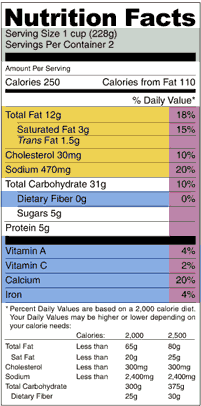 Nutrition Facts
Serving Size 1 cup (228g)
Servings Per Container 2
Amount Per Serving
Calories 250 Calories from Fat 110
% Daily Value*
Total Fat 12g 18%
Saturated Fat 3g 15%
Trans Fat 1.5g
Cholesterol 30mg 10%
Sodium 470mg 20%
Total Carbohydrate 31g 10%
Dietary Fiber 0g 0%
Sugars 5g
Protein 5g
Vitamin A 4%
Vitamin C 2%
Calcium 20%
Iron 4%
* Percent Daily Values are based on a 2,000 calorie diet.
Your Daily Values may be higher or lower depending on
your calorie needs:
Calories: 2,000 2,500
Total Fat Less than 65g 80g
Sat Fat Less than 20g 25g
Cholesterol Less than 300mg 300mg
Sodium Less than 2,400mg 2,400mg
Total Carbohydrate 300g 375g
Dietary Fiber 25g 30g